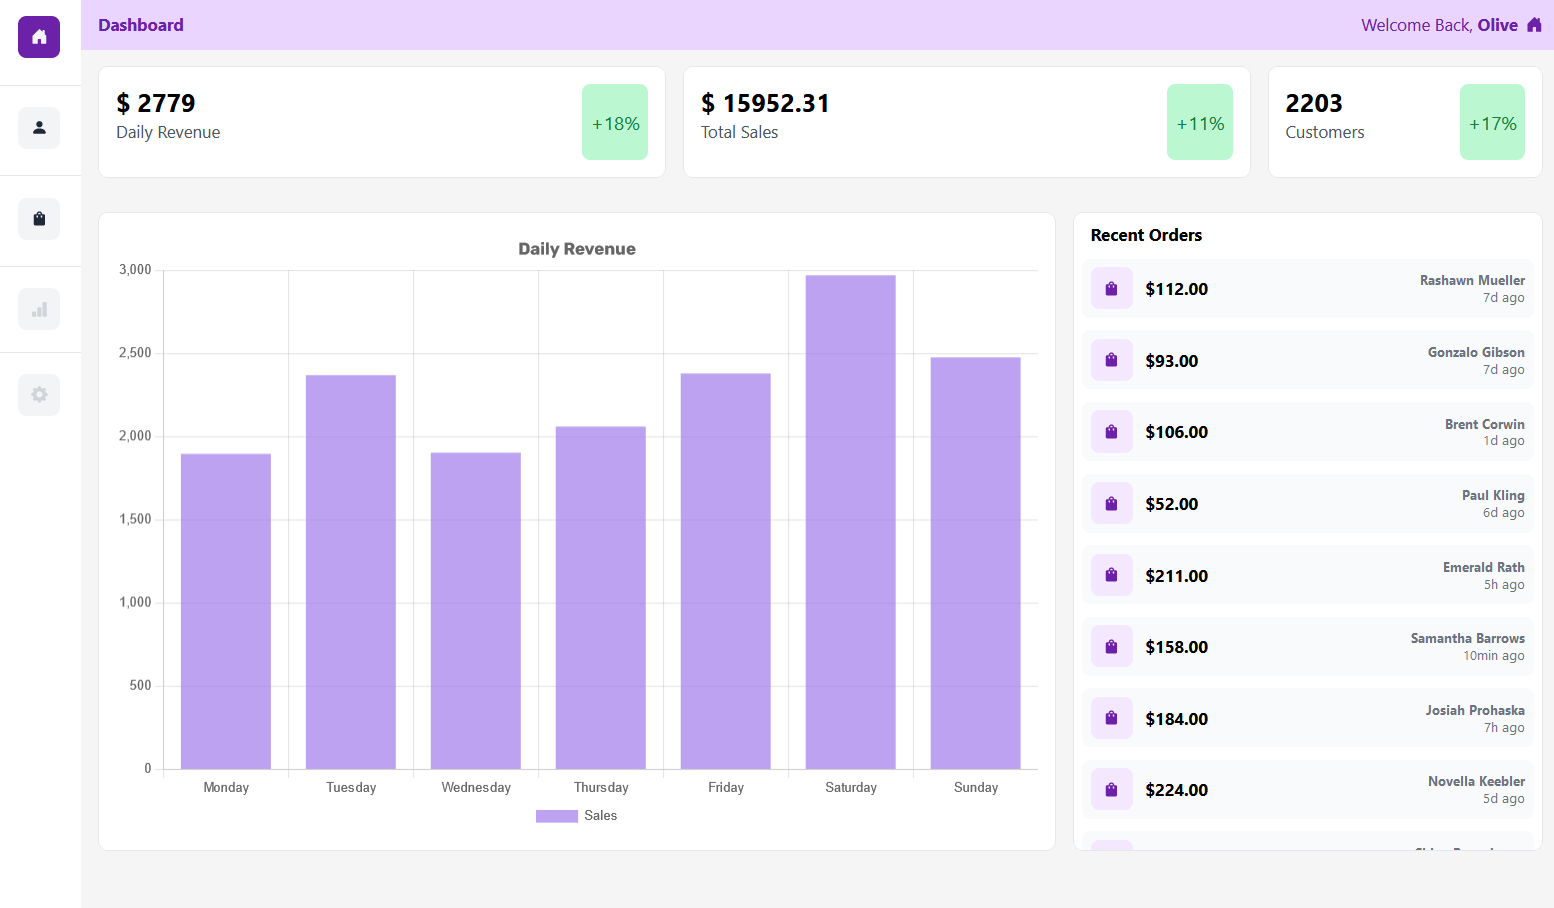 Dashboard
Welcome Back, Olive
$ 2779
Daily Revenue
+18%
$ 15952.31
Total Sales
+11%
2203
Customers
+17%
Daily Revenue
3,000
2,500
2,000
1,500
1,000
500
0
Monday Tuesday Wednesday Thursday Friday Saturday Sunday
Sales
Recent Orders
$112.00
Rashawn Mueller
7d ago
$93.00
Gonzalo Gibson
7d ago
$106.00
Brent Corwin
1d ago
$52.00
Paul Kling
6d ago
$211.00
Emerald Rath
5h ago
$158.00
Samantha Barrows
10min ago
$184.00
Josiah Prohaska
7h ago
$224.00
Novella Keebler
5d ago